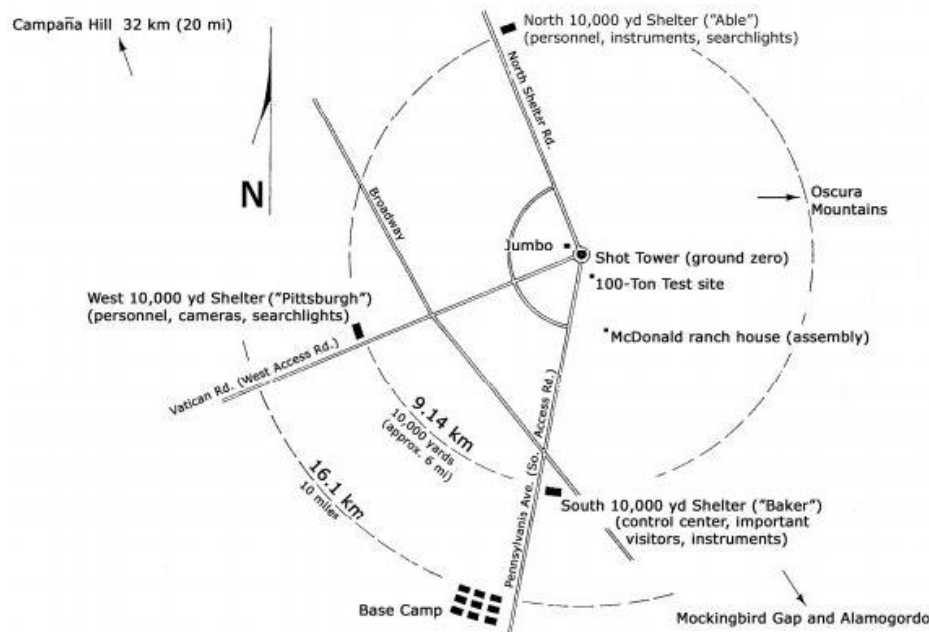 Campaña Hill 32 km (20 mi)
North 10,000 yd Shelter ("Able")
(personnel, instruments, searchlights)
North Shelter Rd.
N
Broadway
Oscura
Mountains
Jumbo
Shot Tower (ground zero)
100-Ton Test site
West 10,000 yd Shelter ("Pittsburgh")
(personnel, cameras, searchlights)
McDonald ranch house (assembly)
Vatican Rd. (West Access Rd.)
9.14 km
10,000 yards
(approx. 6 mi)
16.1 km
10 miles
Pennsylvanis Ave. (So. Access Rd.)
South 10,000 yd Shelter ("Baker")
(control center, important
visitors, instruments)
Base Camp
Mockingbird Gap and Alamogordo